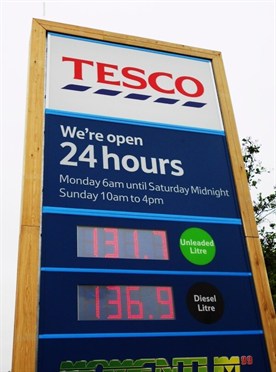 TESCO
We're open
24 hours
Monday 6am until Saturday Midnight
Sunday 10am to 4pm
131.7
Unleaded
Litre
136.9
Diesel
Litre
MOMENTUM99